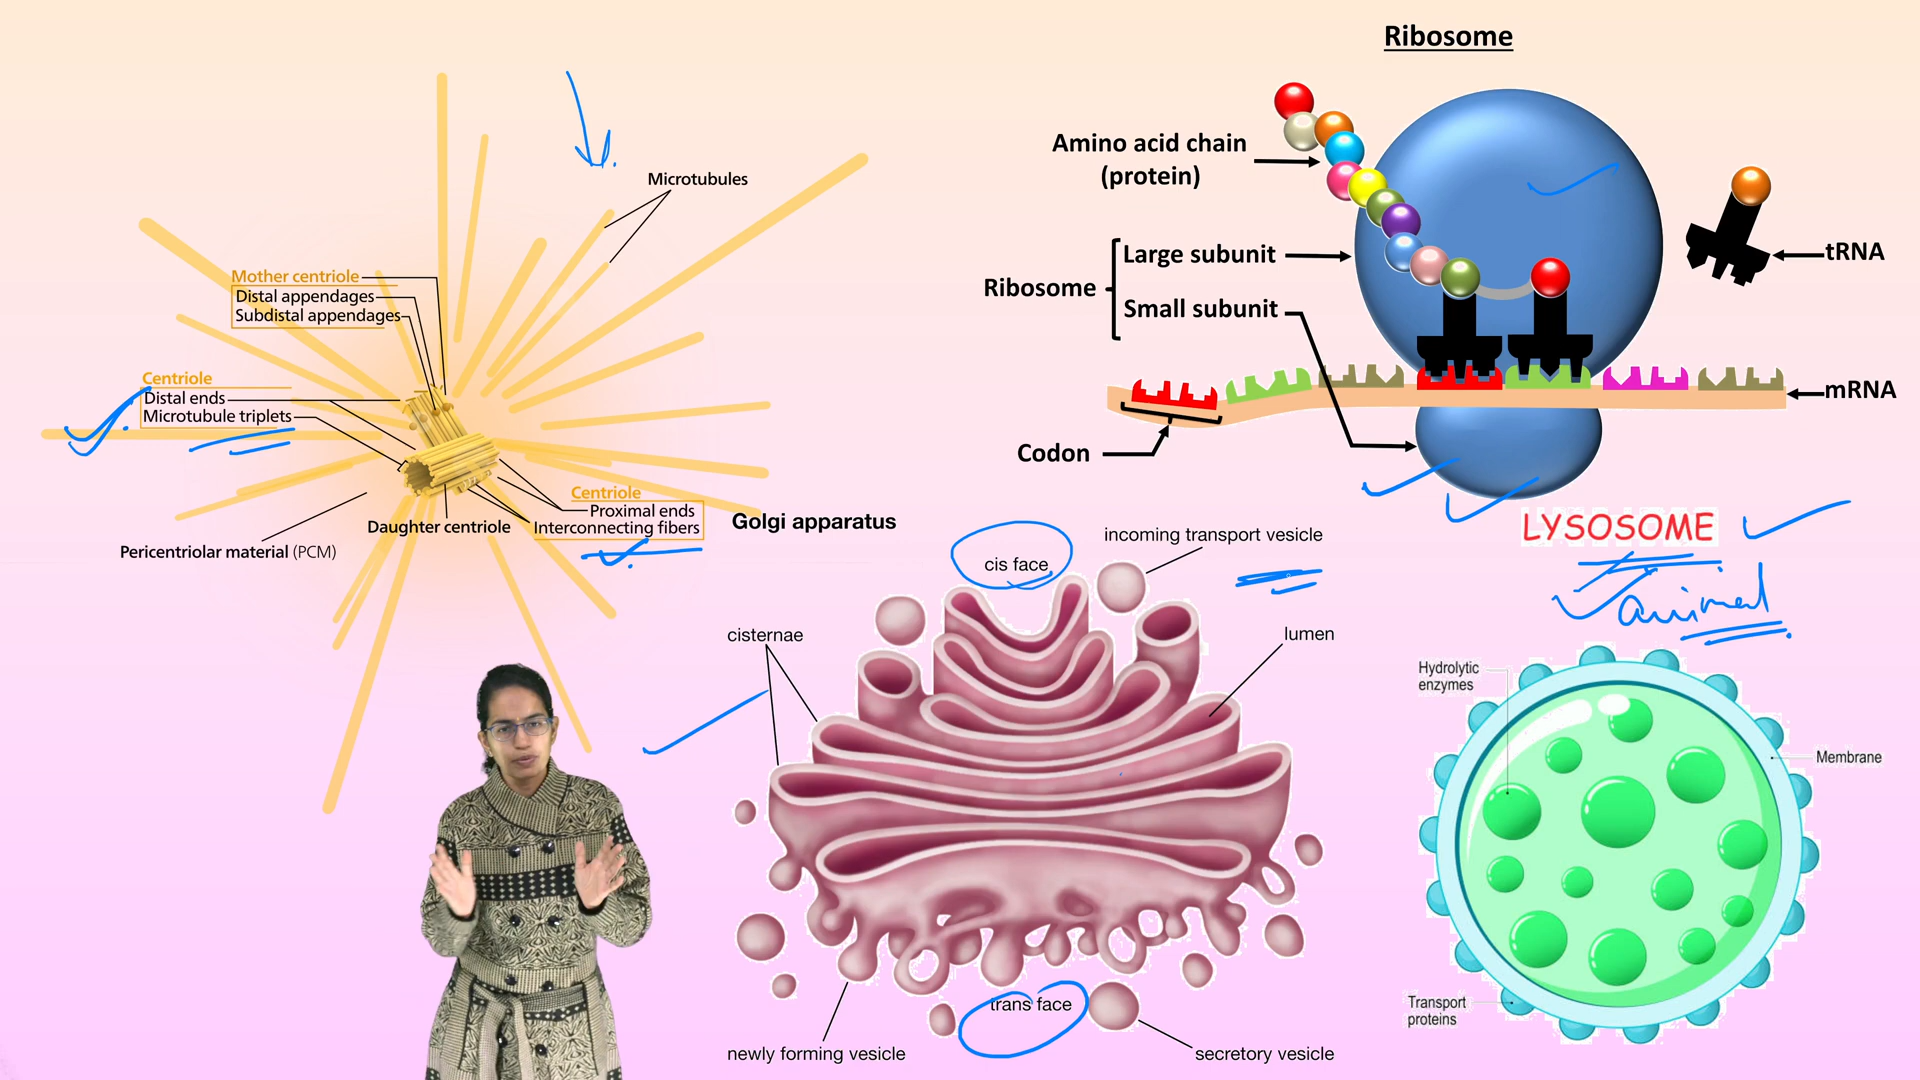 Microtubules
Mother centriole
Distal appendages
Subdistal appendages
Centriole
Distal ends
Microtubule triplets
Centriole
Proximal ends
Interconnecting fibers
Daughter centriole
Pericentriolar material (PCM)
Ribosome
Amino acid chain
(protein)
Ribosome
Large subunit
Small subunit
tRNA
mRNA
Codon
Golgi apparatus
cis face
incoming transport vesicle
cisternae
lumen
trans face
newly forming vesicle
secretory vesicle
LYSOSOME
animal
Hydrolytic
enzymes
Membrane
Transport
proteins